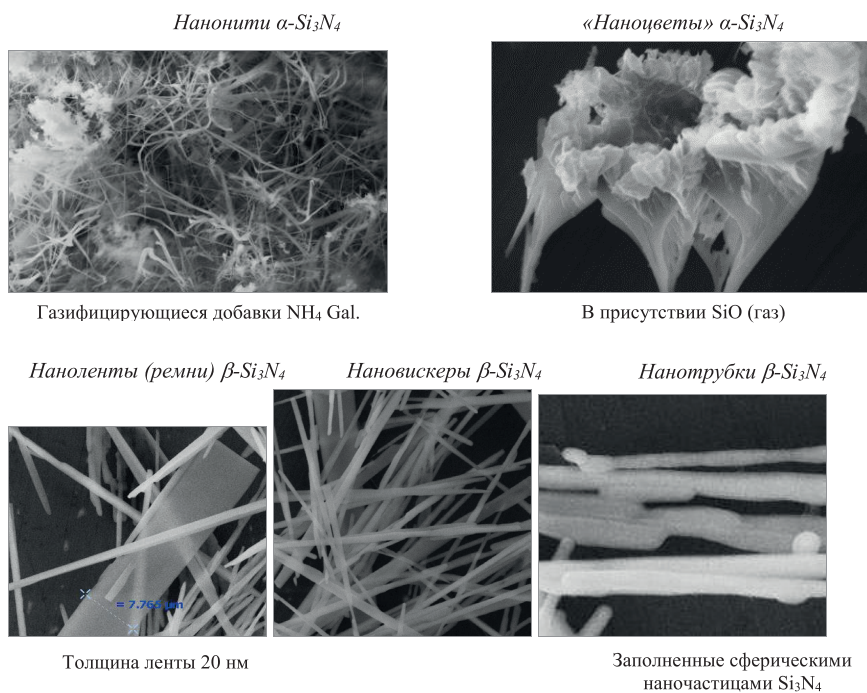 Нанонити α-Si₃N₄
«Наноцветы» α-Si₃N₄
Газифицирующиеся добавки NH₄ Gal.
В присутствии SiO (газ)
Наноленты (ремни) β-Si₃N₄
Нановискеры β-Si₃N₄
Нанотрубки β-Si₃N₄
= 7.763 μm
Толщина ленты 20 нм
Заполненные сферическими
наночастицами Si₃N₄